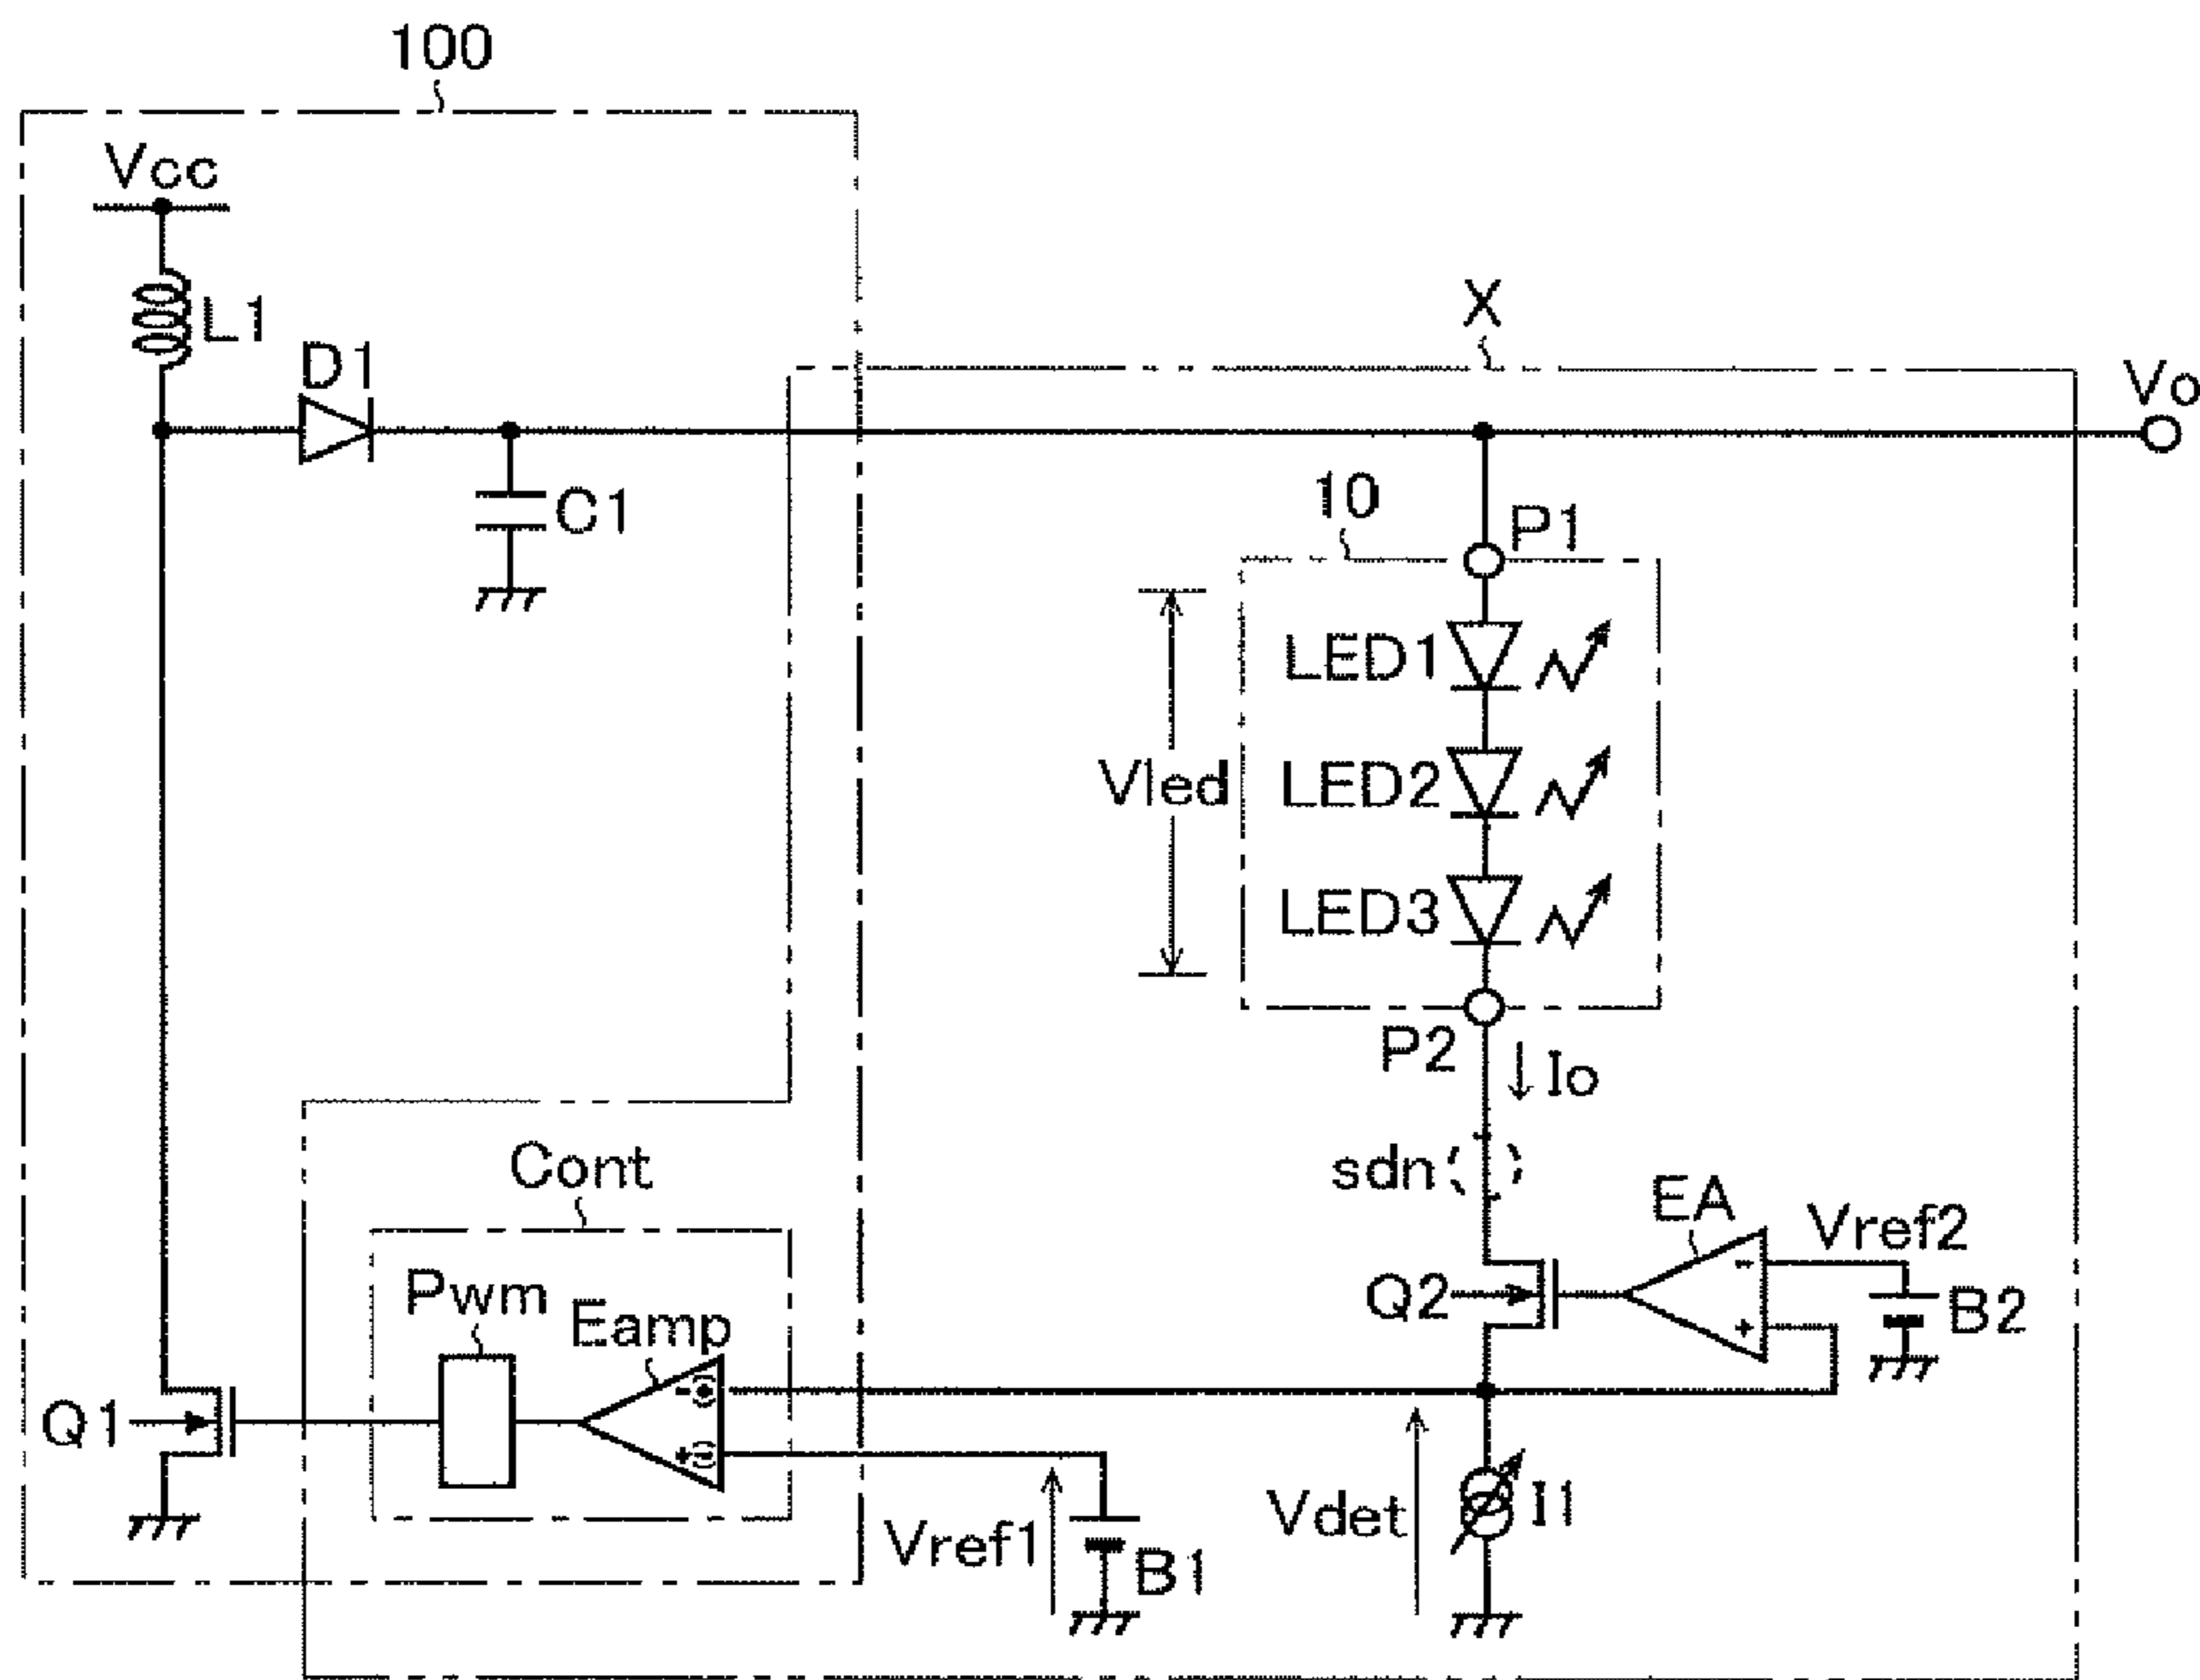 100
Vcc
L1
X
D1
Vo
C1
10
P1
LED1
Vled
LED2
LED3
P2
Io
Cont
sdn
EA
Vref2
Pwm
Eamp
Q2
-
B2
+
Q1
-(+)
+(-)
Vref1
B1
Vdet
I1